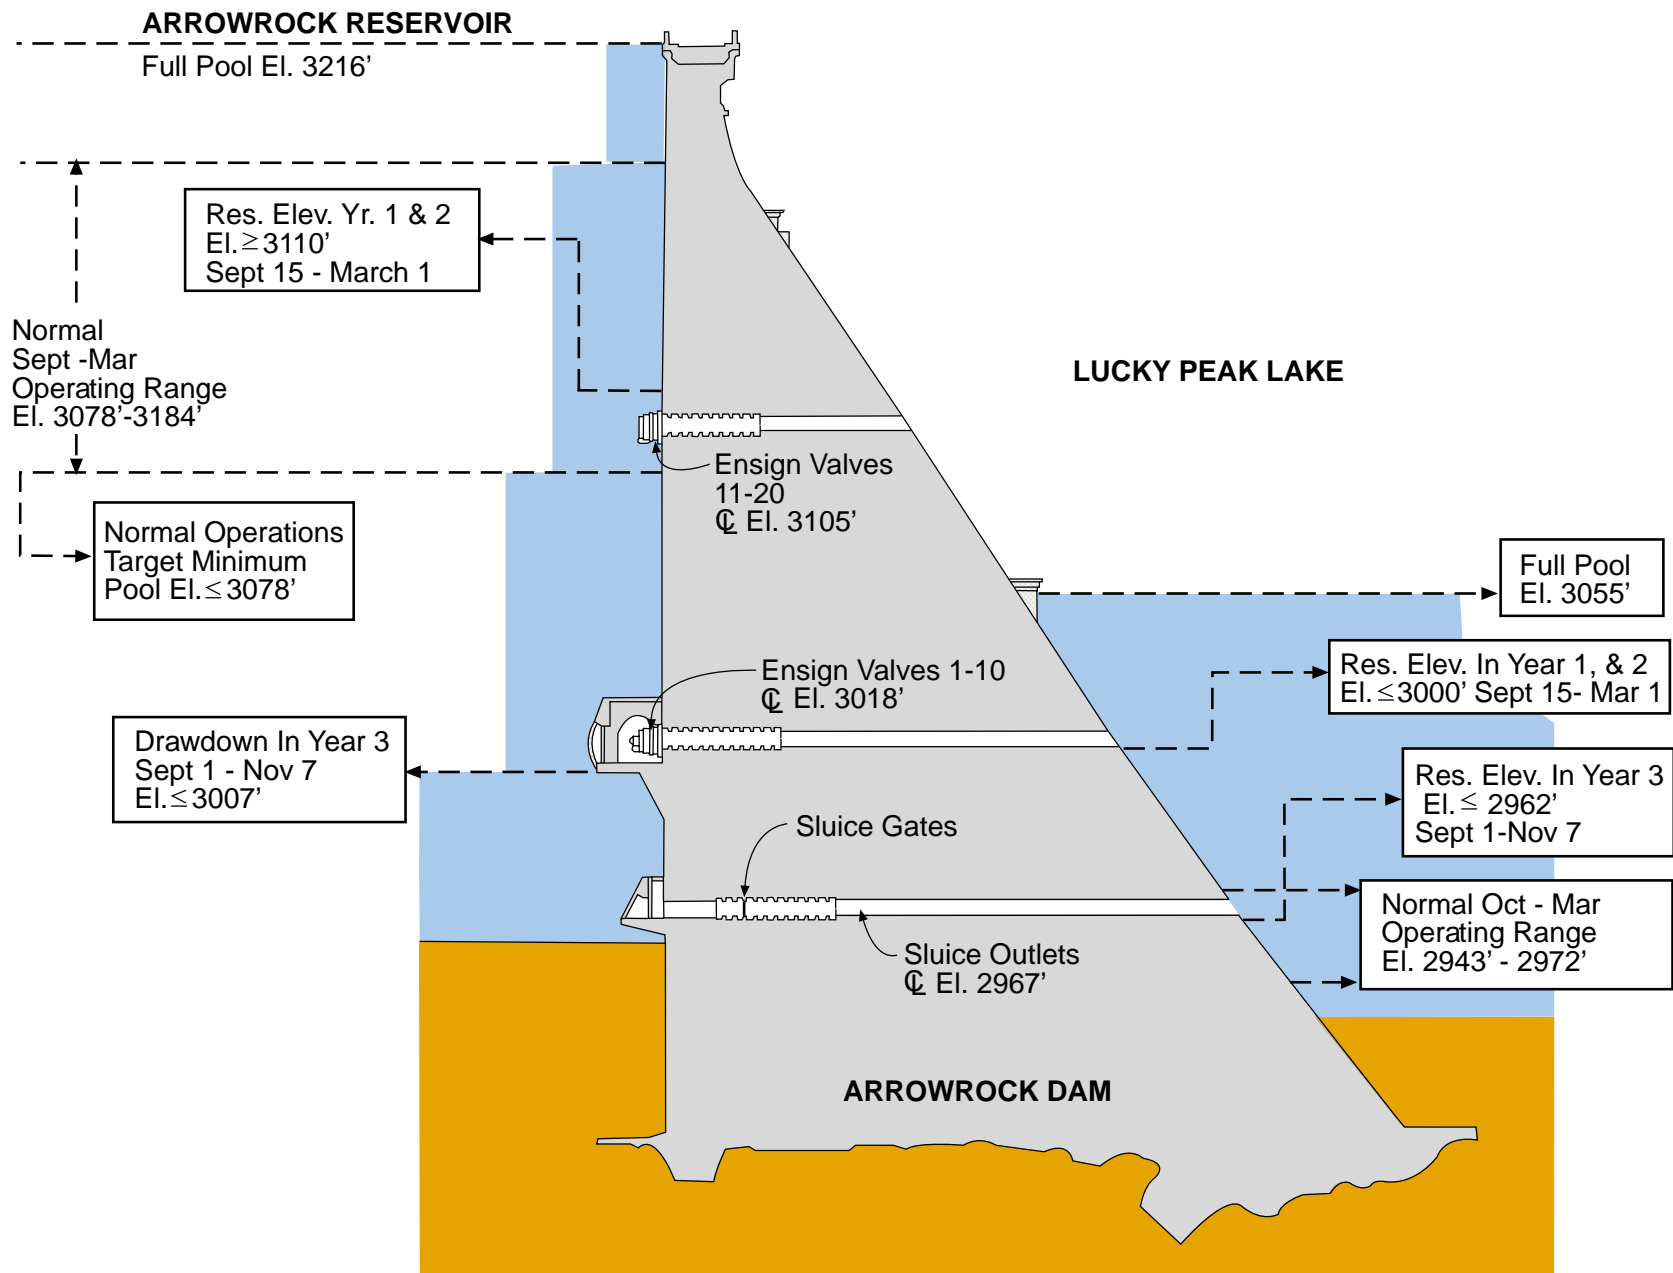 ARROWROCK RESERVOIR
Full Pool El. 3216’
Res. Elev. Yr. 1 & 2
El.≥3110’
Sept 15 - March 1
Normal
Sept -Mar
Operating Range
El. 3078’-3184’
LUCKY PEAK LAKE
Ensign Valves
11-20
℄ El. 3105’
Normal Operations
Target Minimum
Pool El.≤3078’
Full Pool
El. 3055’
Ensign Valves 1-10
℄ El. 3018’
Res. Elev. In Year 1, & 2
El.≤3000’ Sept 15- Mar 1
Drawdown In Year 3
Sept 1 - Nov 7
El.≤3007’
Res. Elev. In Year 3
El.≤ 2962’
Sept 1-Nov 7
Sluice Gates
Normal Oct - Mar
Operating Range
El. 2943’ - 2972’
Sluice Outlets
℄ El. 2967’
ARROWROCK DAM